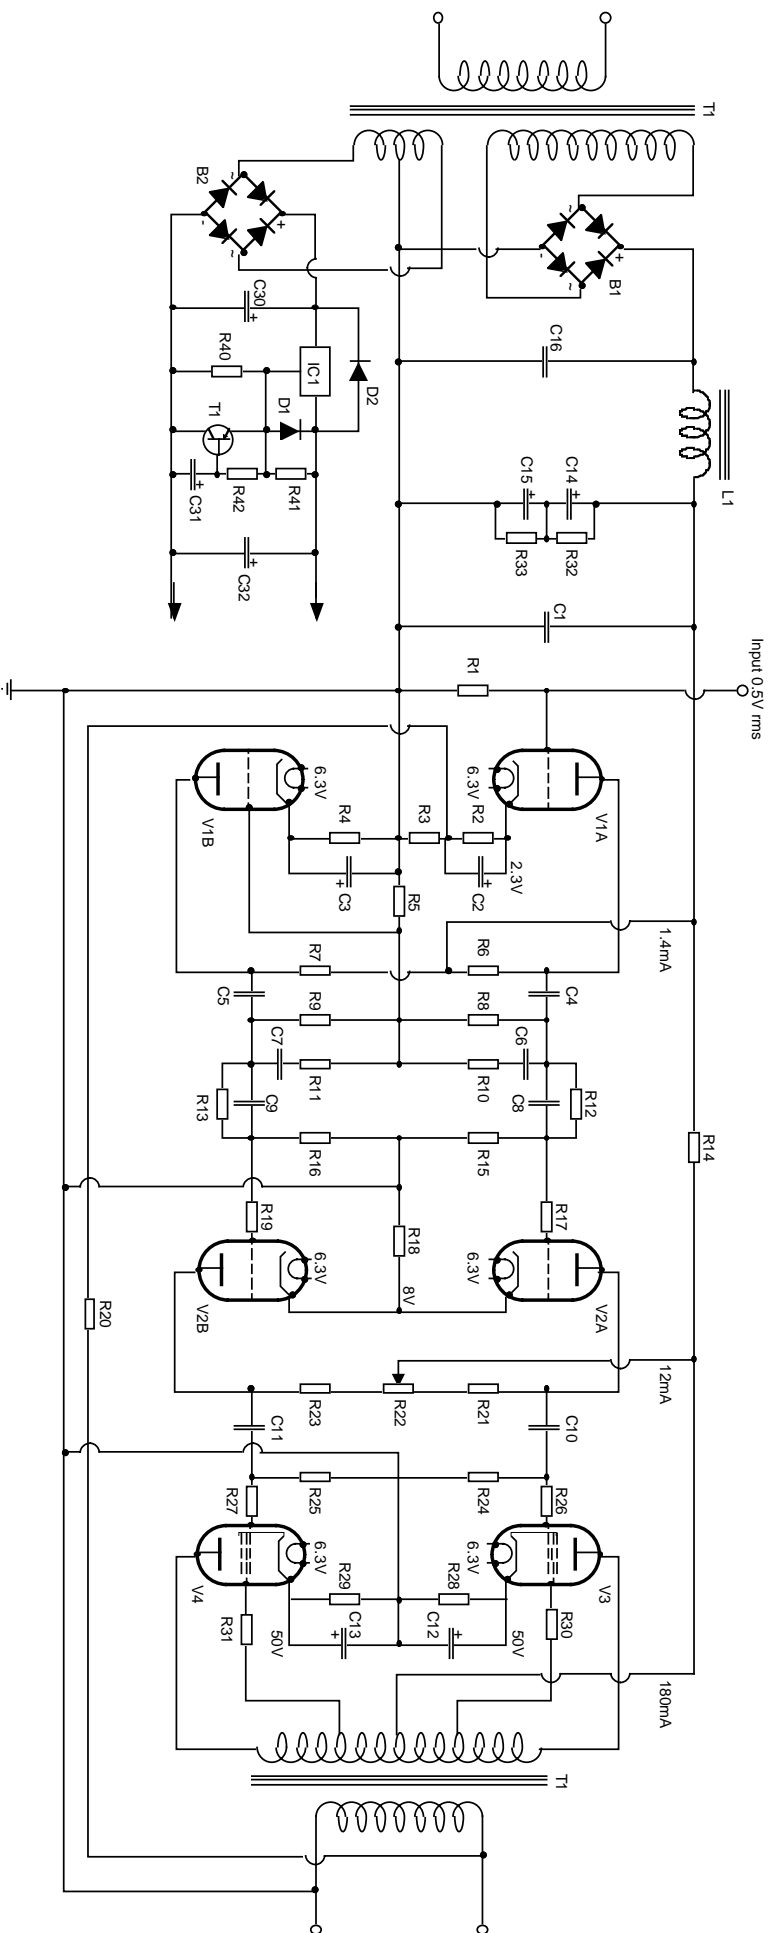 Input 0.5V rms
T1
L1
R14
1.4mA
12mA
180mA
B1
+
~
~
-
V1A
V2A
V3
R12
C10
R26
R30
T1
C16
C14
+
R32
C1
C4
C8
R17
C15
+
R33
C6
2.3V
50V
6.3V
6.3V
6.3V
R1
R2
C2
+
R6
R8
R10
R15
R21
R24
R28
C12
+
R3
R5
R18
8V
R22
R4
C3
+
R7
R9
R11
R16
R23
R25
R29
C13
+
6.3V
6.3V
6.3V
C7
50V
D2
IC1
D1
R41
C5
C9
R13
R19
C11
R27
R31
V1B
V2B
V4
B2
~
+
-
~
C30
+
R40
T1
R42
C31
+
C32
+
R20